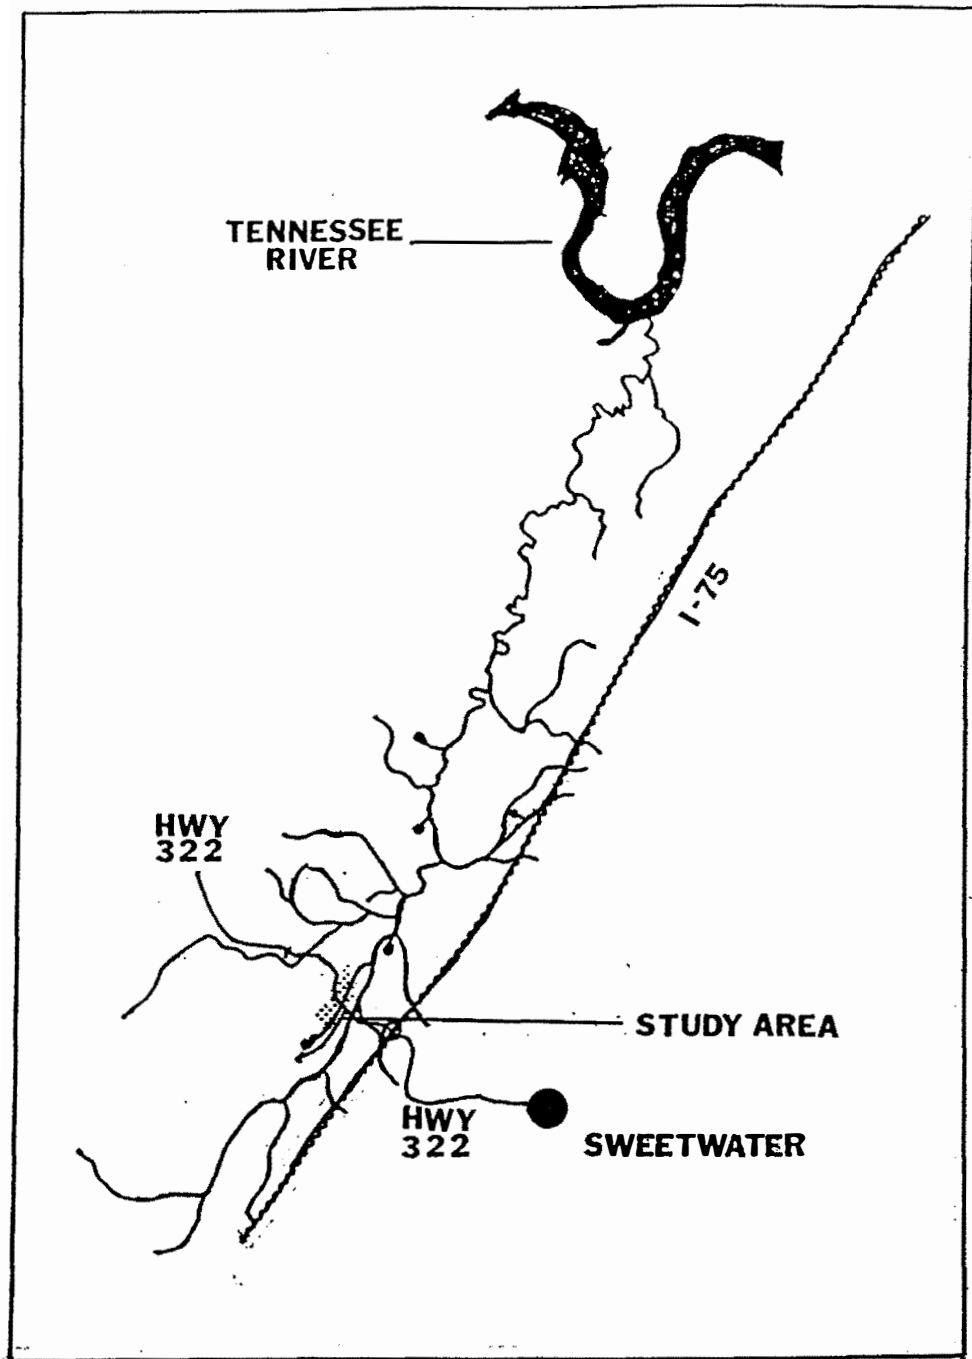 TENNESSEE
RIVER
I-75
HWY
322
STUDY AREA
HWY
322
SWEETWATER